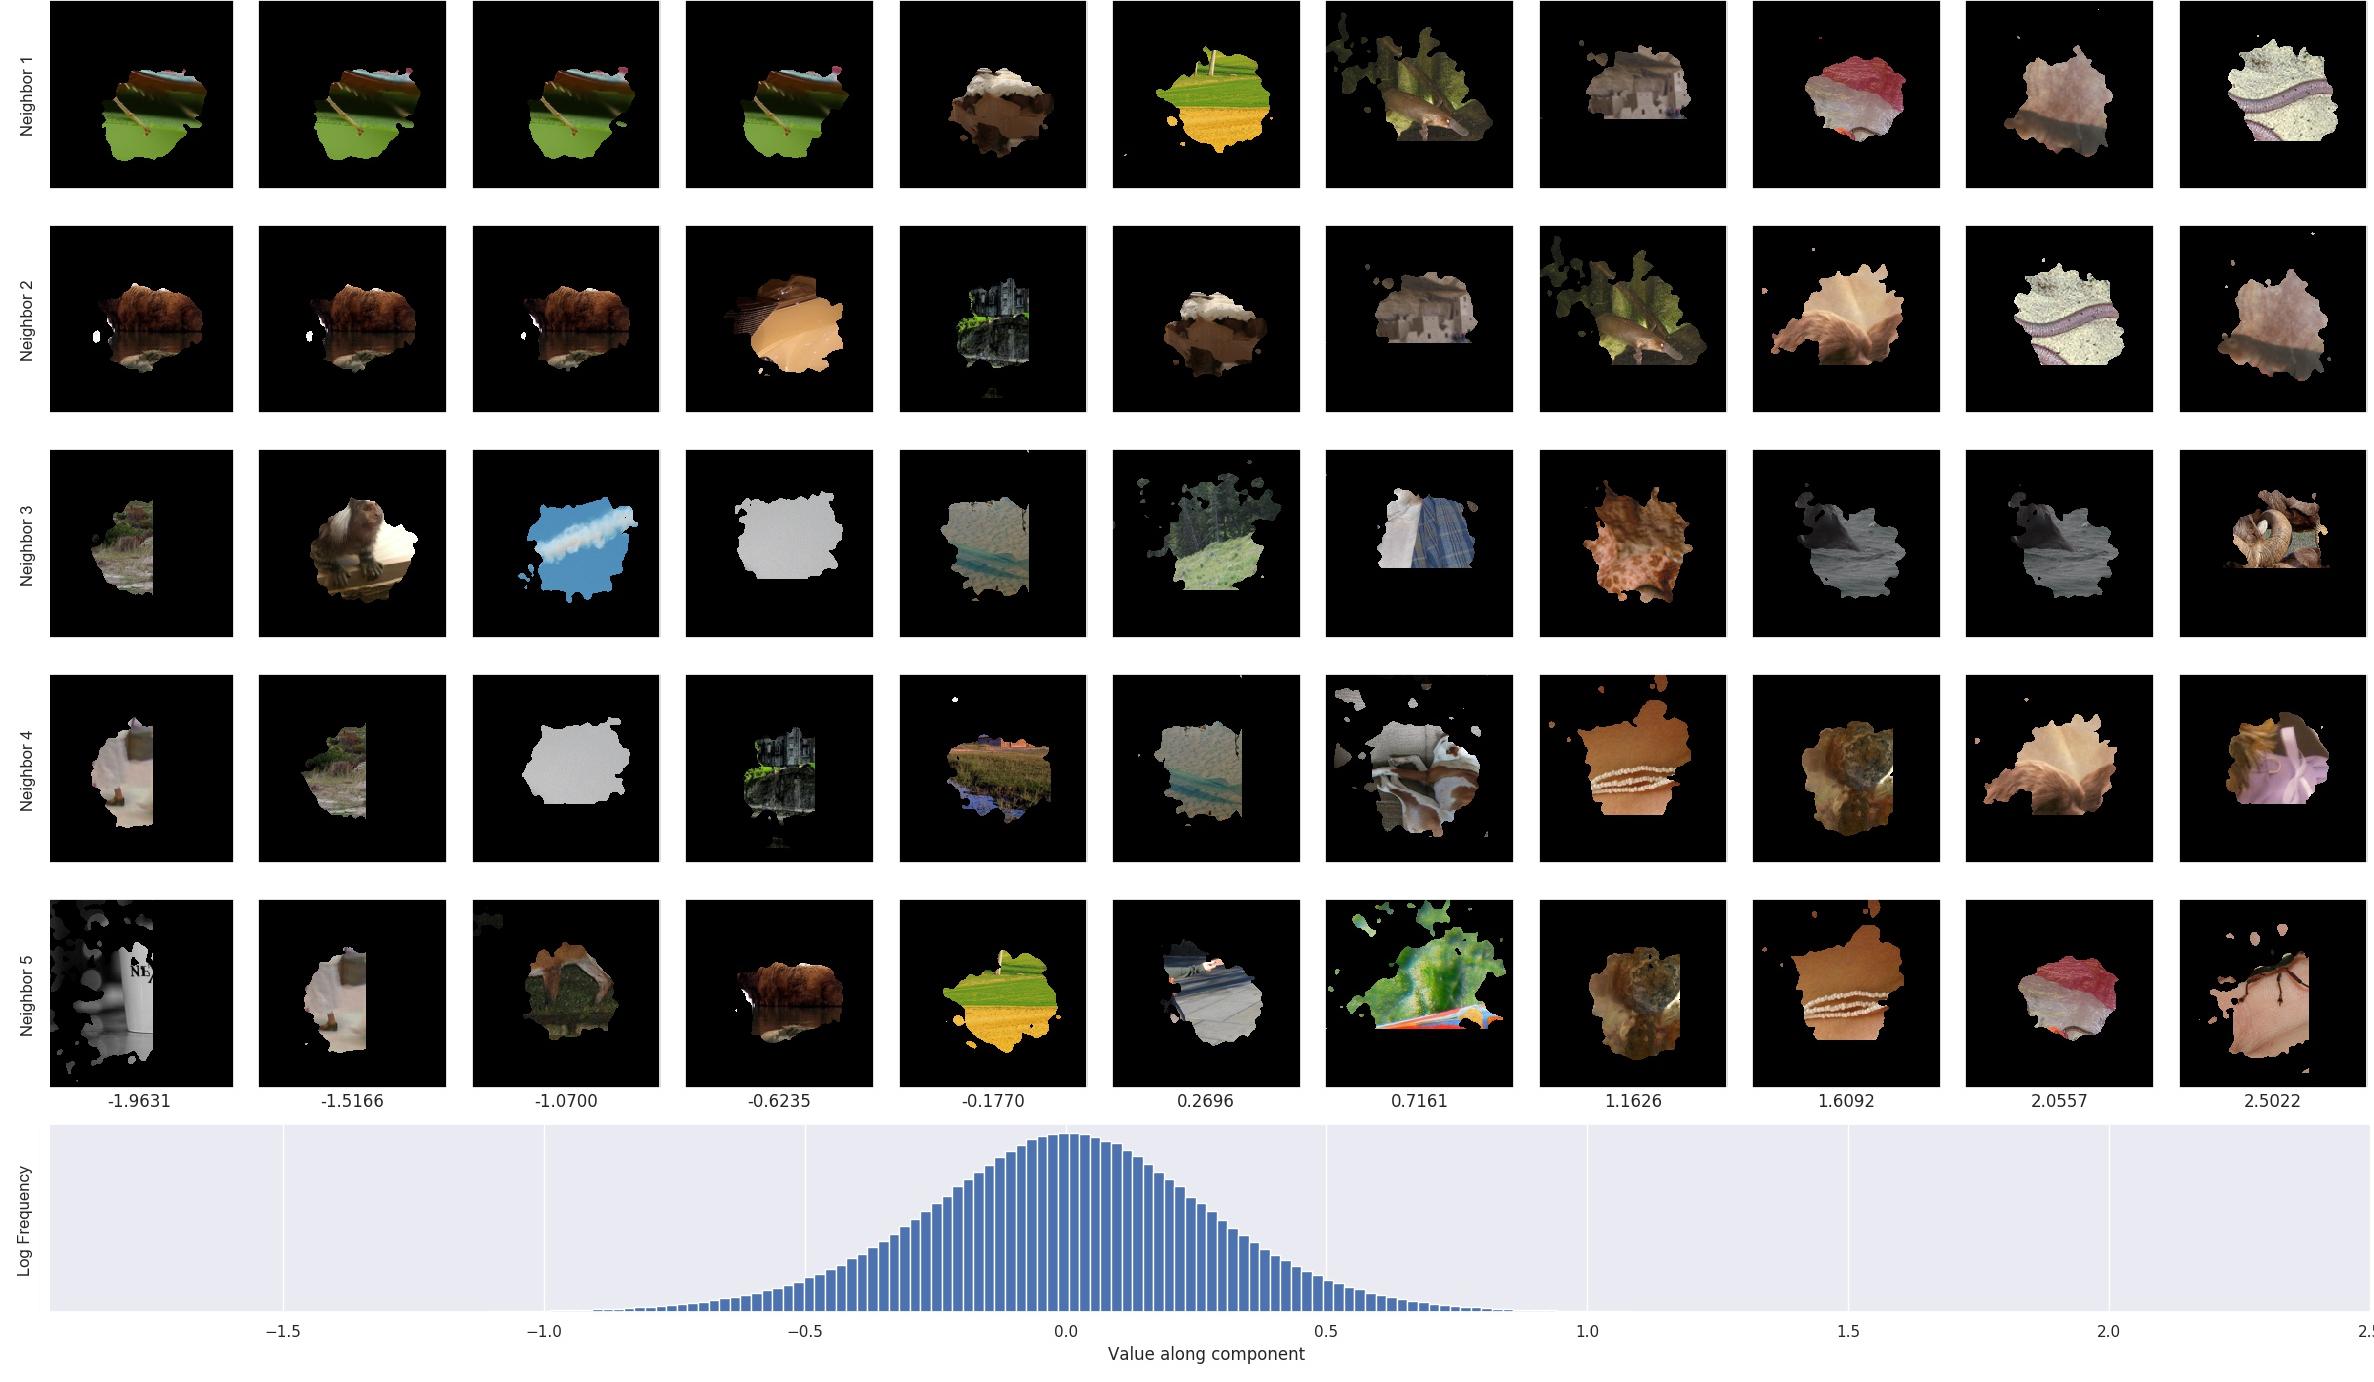 Neighbor 1
Neighbor 2
Neighbor 3
Neighbor 4
Neighbor 5
NE
-1.9631 -1.5166 -1.0700 -0.6235 -0.1770 0.2696 0.7161 1.1626 1.6092 2.0557 2.5022
Log Frequency
−1.5 −1.0 −0.5 0.0 0.5 1.0 1.5 2.0
Value along component